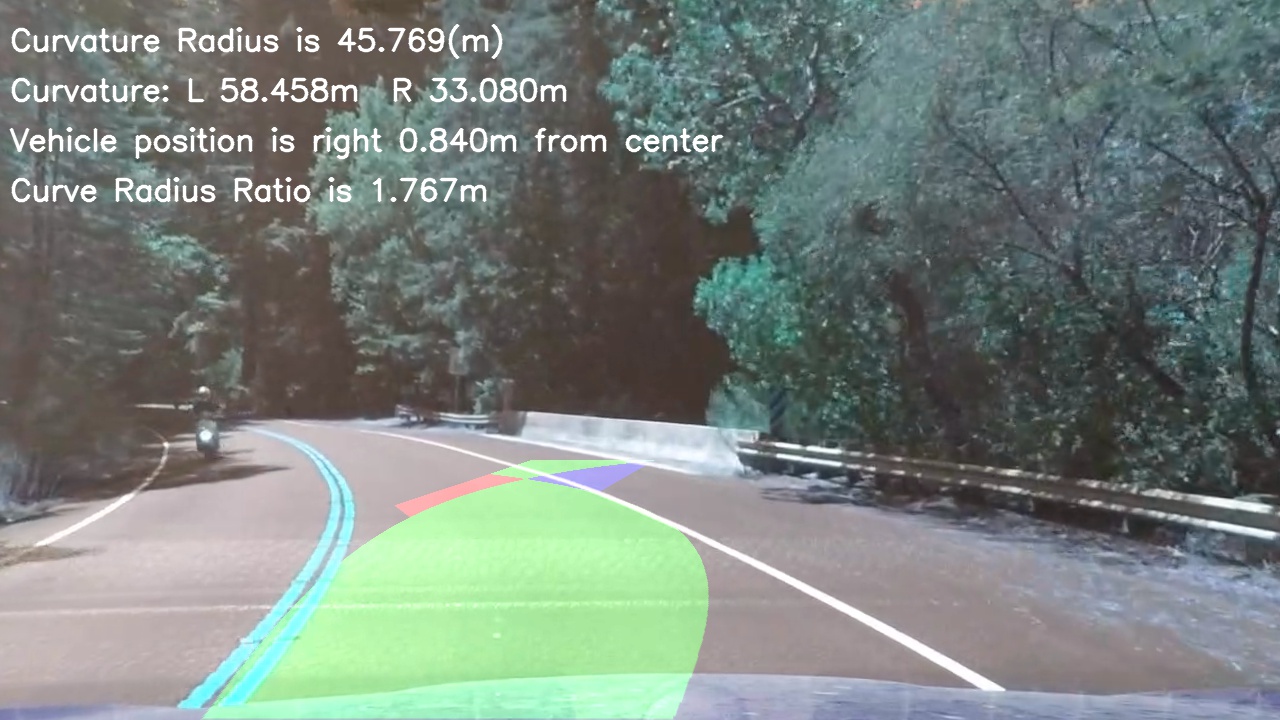 Curvature Radius is 45.769(m)
Curvature: L 58.458m R 33.080m
Vehicle position is right 0.840m from center
Curve Radius Ratio is 1.767m